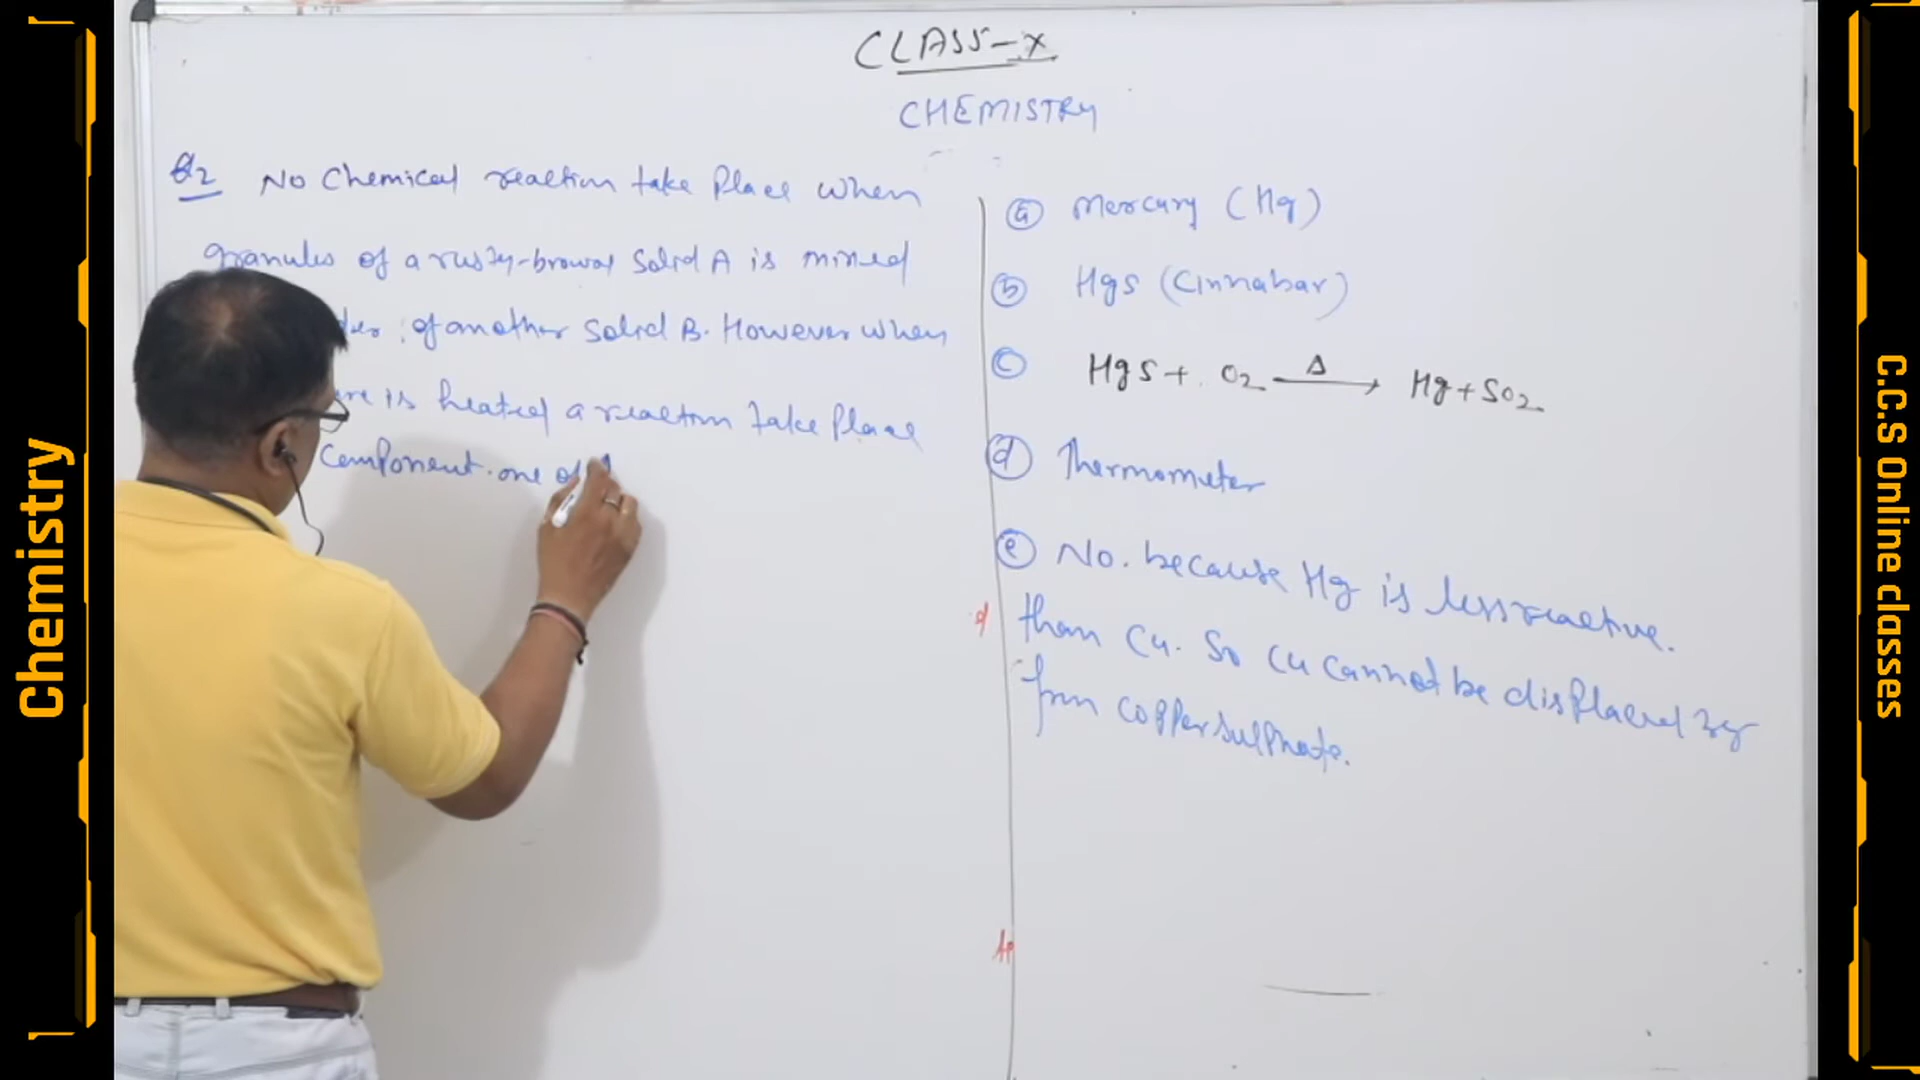 CLASS-X
CHEMISTRY
Q2 No Chemical reaction take Place when
granules of a rusty-brown Solid A is mixed
of another Solid B. However when
is heated a reaction take place
Component. one of
(a) Mercury (Hg)
(b) HgS (Cinnabar)
(c) HgS + O2 —Δ→ Hg + SO2
(d) Thermometer
(e) No. because Hg is less reactive.
than Cu. So Cu cannot be displaced by
from copper sulphate.
Chemistry
C.C.S Online classes